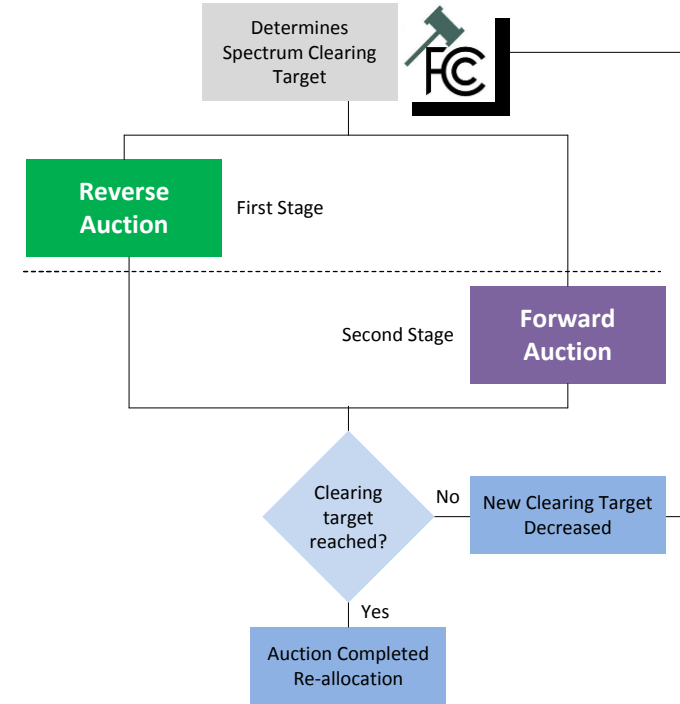 Determines
Spectrum Clearing
Target
FCC
Reverse
Auction
First Stage
Second Stage
Forward
Auction
Clearing
target
reached?
No
New Clearing Target
Decreased
Yes
Auction Completed
Re-allocation